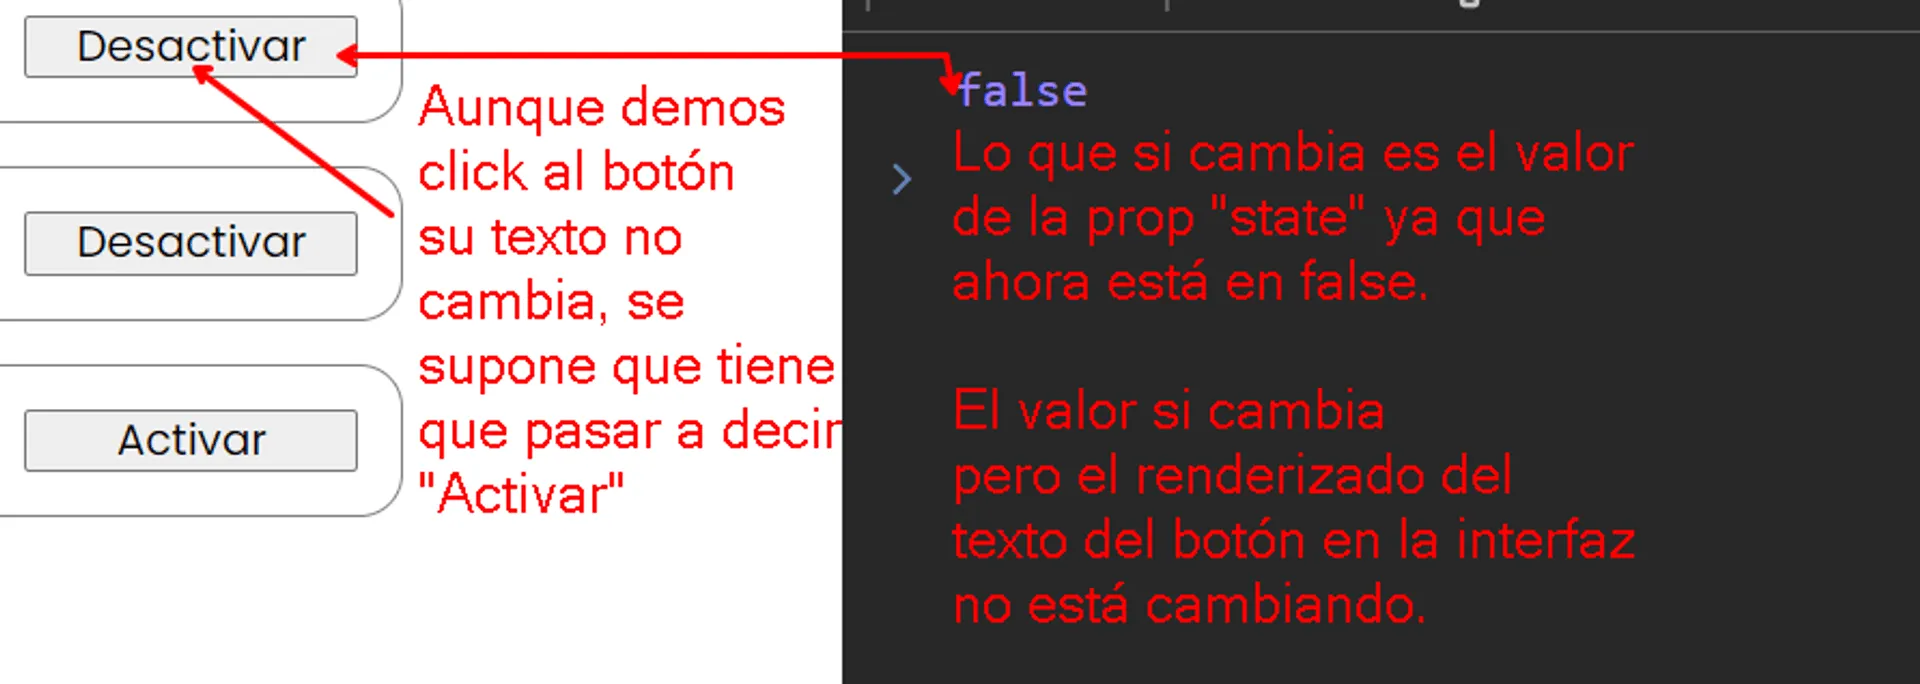 Desactivar
Aunque demos
click al botón
su texto no
cambia, se
supone que tiene
que pasar a decir
"Activar"
Desactivar
Activar
false
Lo que si cambia es el valor
de la prop "state" ya que
ahora está en false.
El valor si cambia
pero el renderizado del
texto del botón en la interfaz
no está cambiando.